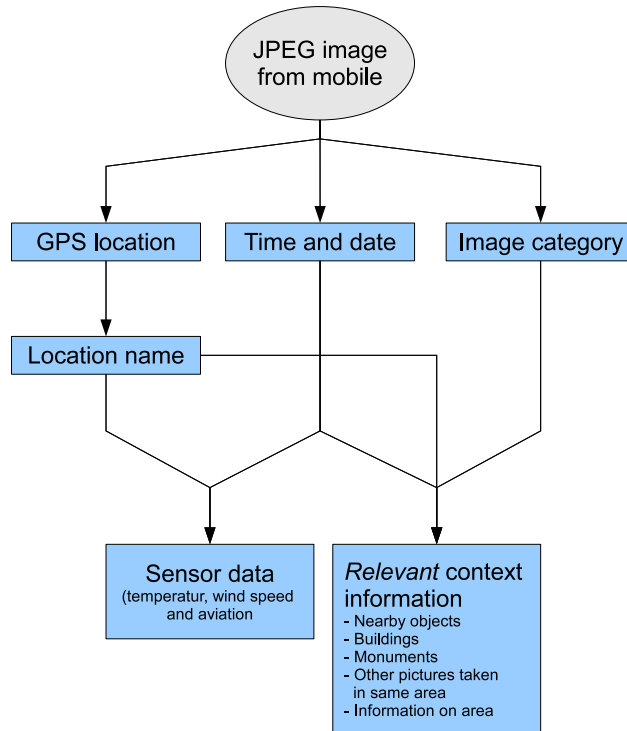 JPEG image
from mobile
GPS location
Time and date
Image category
Location name
Sensor data
(temperatur, wind speed
and aviation
Relevant context
information
- Nearby objects
- Buildings
- Monuments
- Other pictures taken
in same area
- Information on area